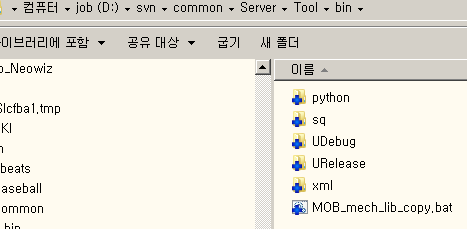 컴퓨터 ▸ job (D:) ▸ svn ▸ common ▸ Server ▸ Tool ▸ bin ▸
이브러리에 포함 ▾ 공유 대상 ▾ 굽기 새 폴더
o_Neowiz
Slcfba1.tmp
KI
n
beats
aseball
ommon
bin
이름
python
sq
UDebug
URelease
xml
MOB_mech_lib_copy.bat